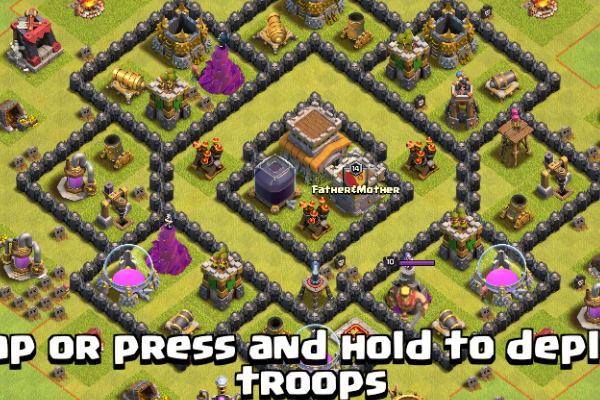 14
Father&Mother
10
ap or press and hold to depl
troops